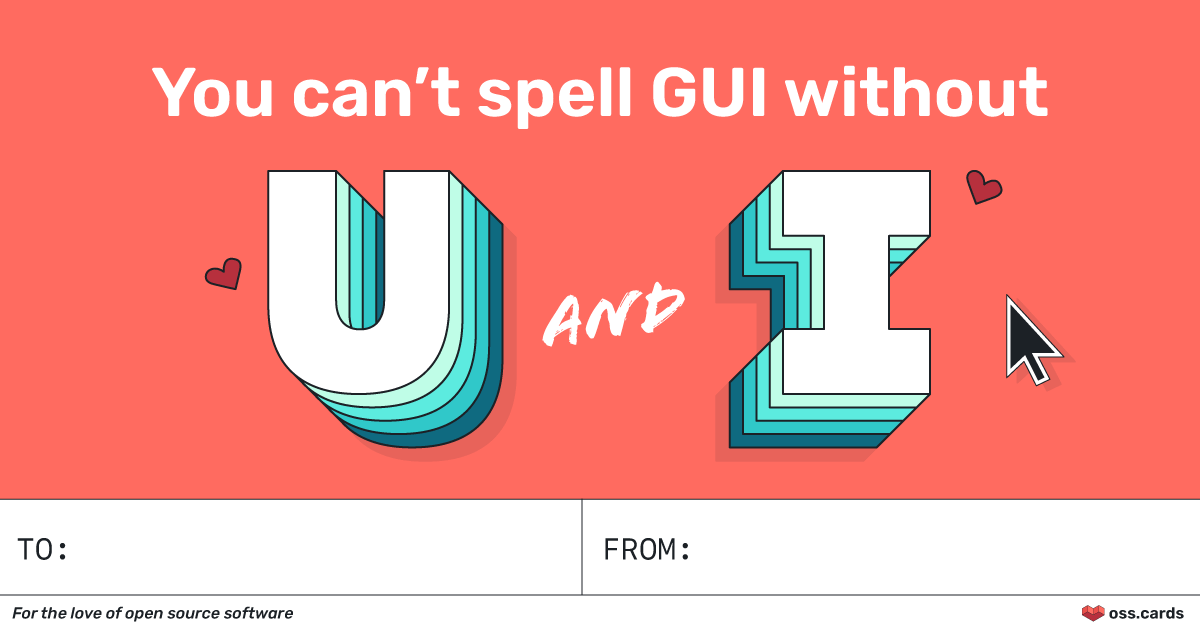 You can’t spell GUI without
U AND I
TO:
FROM:
For the love of open source software
oss.cards